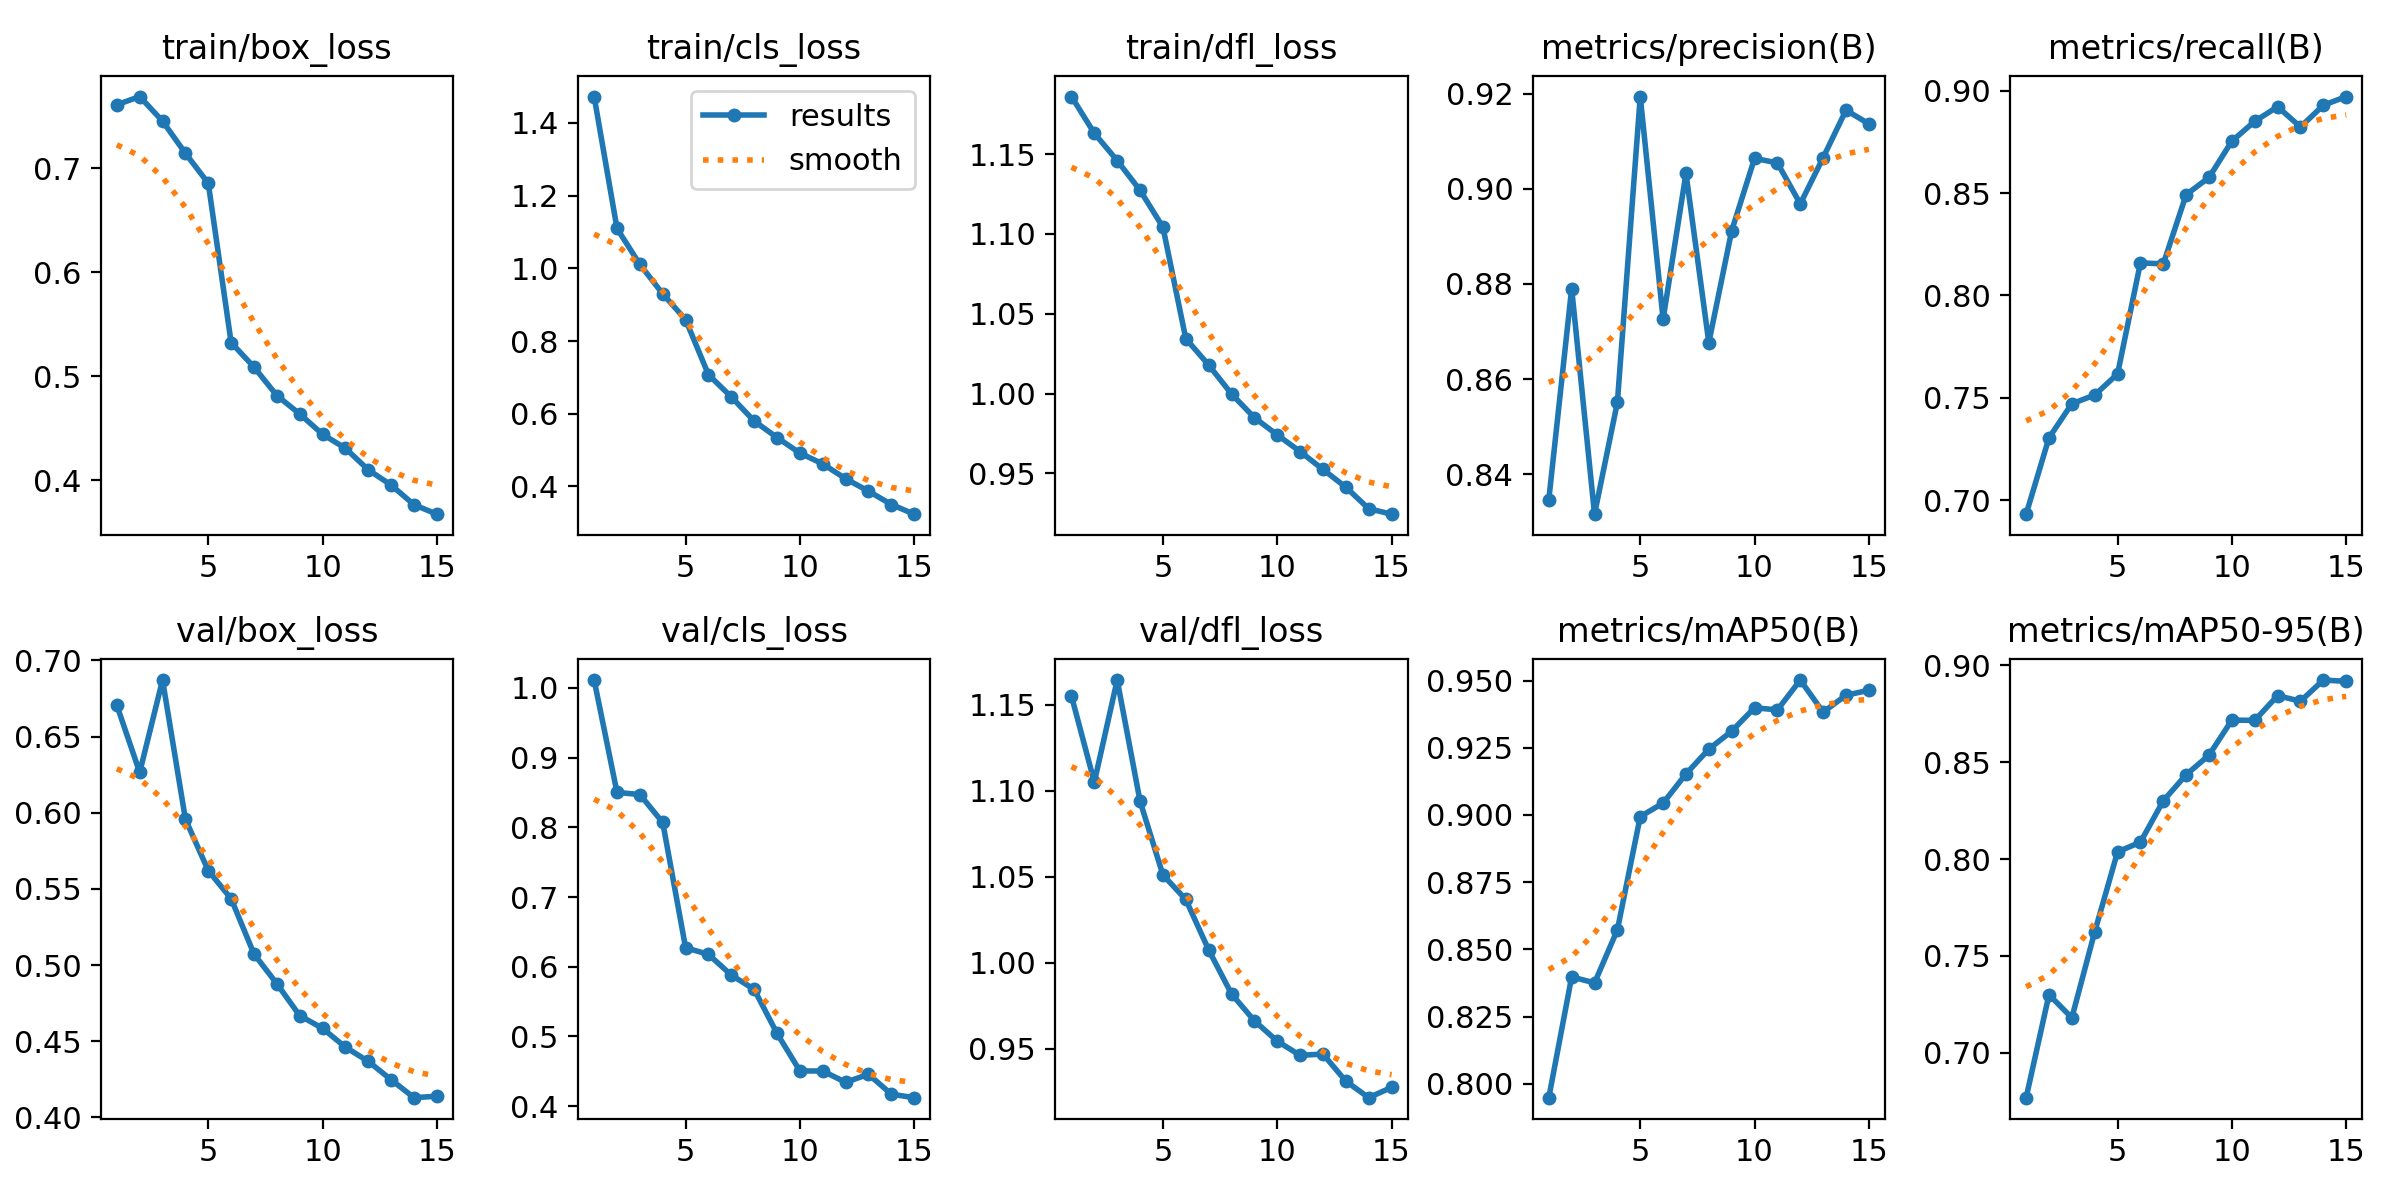 train/box_loss
0.7
0.6
0.5
0.4
5 10 15
train/cls_loss
results
smooth
1.4
1.2
1.0
0.8
0.6
0.4
5 10 15
train/dfl_loss
1.15
1.10
1.05
1.00
0.95
5 10 15
metrics/precision(B)
0.92
0.90
0.88
0.86
0.84
5 10 15
metrics/recall(B)
0.90
0.85
0.80
0.75
0.70
5 10 15
val/box_loss
0.70
0.65
0.60
0.55
0.50
0.45
0.40
5 10 15
val/cls_loss
1.0
0.9
0.8
0.7
0.6
0.5
0.4
5 10 15
val/dfl_loss
1.15
1.10
1.05
1.00
0.95
5 10 15
metrics/mAP50(B)
0.950
0.925
0.900
0.875
0.850
0.825
0.800
5 10 15
metrics/mAP50-95(B)
0.90
0.85
0.80
0.75
0.70
5 10 15